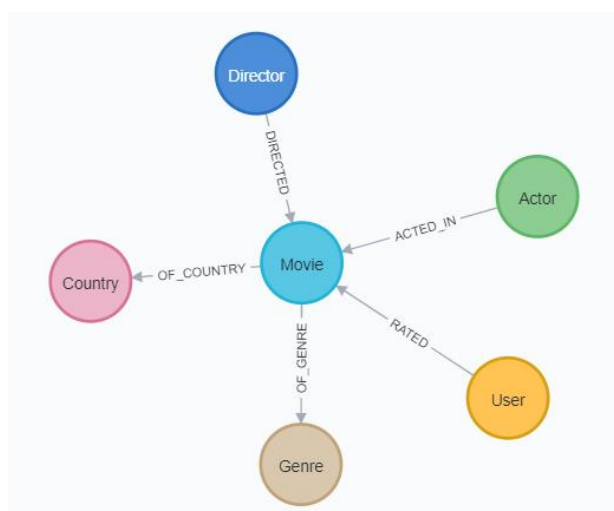 Director
DIRECTED
Actor
ACTED_IN
Movie
OF_COUNTRY
Country
OF_GENRE
RATED
User
Genre